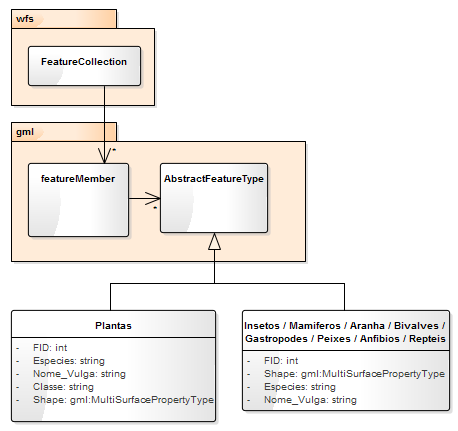 wfs
FeatureCollection
*
gml
featureMember
AbstractFeatureType
*
Plantas
- FID: int
- Especies: string
- Nome_Vulga: string
- Classe: string
- Shape: gml:MultiSurfacePropertyType
Insetos / Mamiferos / Aranha / Bivalves /
Gastropodes / Peixes / Anfibios / Repteis
- FID: int
- Shape: gml:MultiSurfacePropertyType
- Especies: string
- Nome_Vulga: string